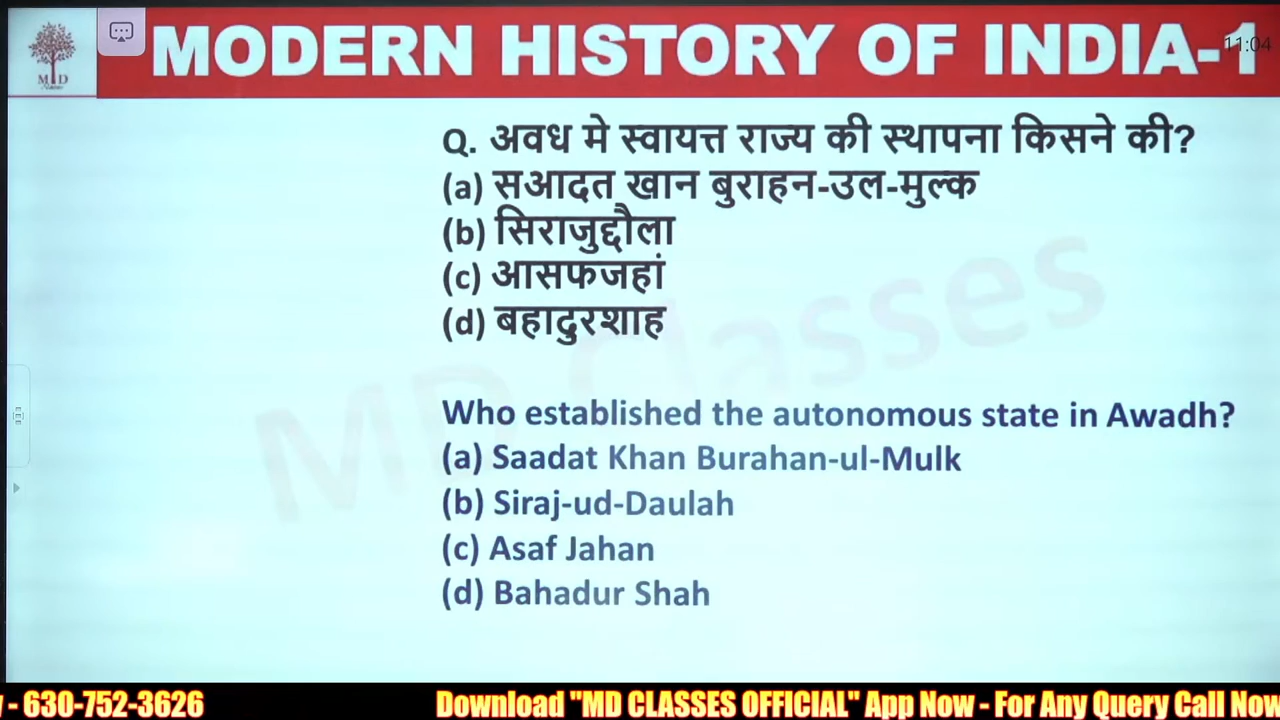 MODERN HISTORY OF INDIA-1
11:04
MD
Classes
Q. अवध मे स्वायत्त राज्य की स्थापना किसने की?
(a) सआदत खान बुराहन-उल-मुल्क
(b) सिराजुद्दौला
(c) आसफजहां
(d) बहादुरशाह
MD Classes
Who established the autonomous state in Awadh?
(a) Saadat Khan Burahan-ul-Mulk
(b) Siraj-ud-Daulah
(c) Asaf Jahan
(d) Bahadur Shah
- 630-752-3626 Download "MD CLASSES OFFICIAL" App Now - For Any Query Call Now